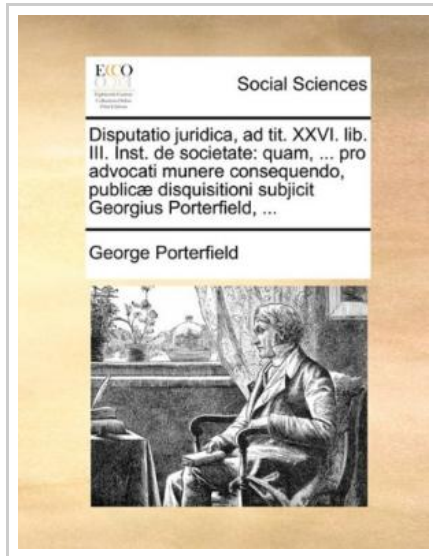 ECCO
Social Sciences
Disputatio juridica, ad tit. XXVI. lib.
III. Inst. de societate: quam, ... pro
advocati munere consequendo,
publicæ disquisitioni subjicit
Georgius Porterfield, ...
George Porterfield